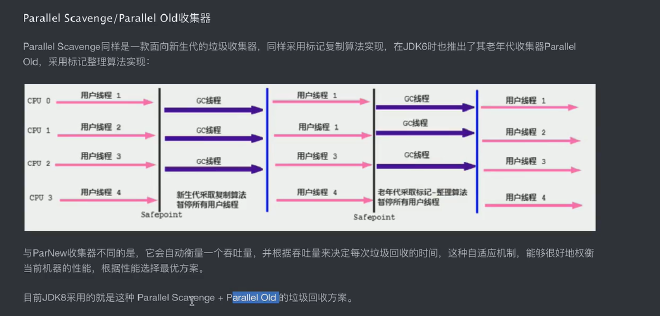 Parallel Scavenge/Parallel Old收集器
Parallel Scavenge同样是一款面向新生代的垃圾收集器，同样采用标记复制算法实现，在JDK6时也推出了其老年代收集器Parallel
Old，采用标记整理算法实现：
CPU 0 用户线程 1 GC线程 用户线程 1 GC线程 用户线程 1
CPU 1 用户线程 2 GC线程 用户线程 1 GC线程 用户线程 2
CPU 2 用户线程 3 GC线程 用户线程 3 GC线程 用户线程 3
CPU 3 用户线程 4 新生代采取复制算法 用户线程 4 老年代采取标记-整理算法 用户线程 4
暂停所有用户线程 暂停所有用户线程
Safepoint Safepoint
与ParNew收集器不同的是，它会自动衡量一个吞吐量，并根据吞吐量来决定每次垃圾回收的时间，这种自适应机制，能够很好地权衡
当前机器的性能，根据性能选择最优方案。
目前JDK8采用的就是这种 Parallel Scavenge + Parallel Old 的垃圾回收方案。